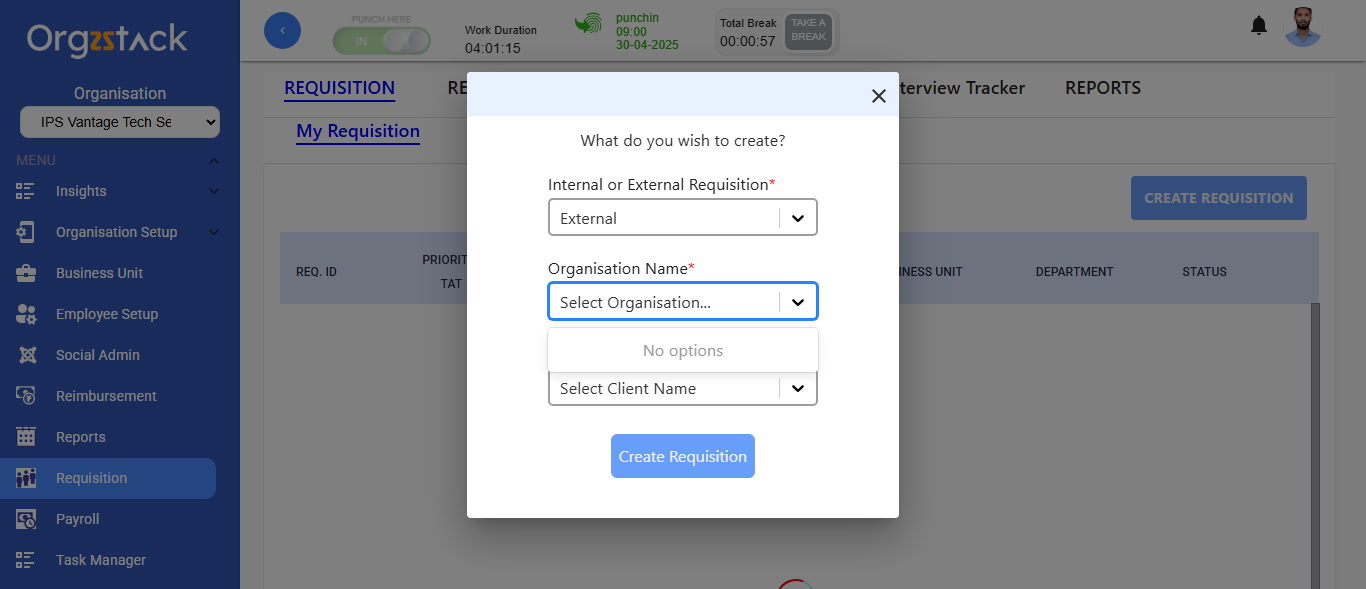 Orgzstack
Organisation
IPS Vantage Tech Se
MENU
Insights
Organisation Setup
Business Unit
Employee Setup
Social Admin
Reimbursement
Reports
Requisition
Payroll
Task Manager
PUNCH HERE
IN
Work Duration
04:01:15
punchin
09:00
30-04-2025
Total Break
00:00:57
TAKE A
BREAK
REQUISITION
RE
terview Tracker
REPORTS
My Requisition
CREATE REQUISITION
REQ. ID
PRIORIT
TAT
NESS UNIT
DEPARTMENT
STATUS
What do you wish to create?
Internal or External Requisition*
External
Organisation Name*
Select Organisation...
No options
Select Client Name
Create Requisition